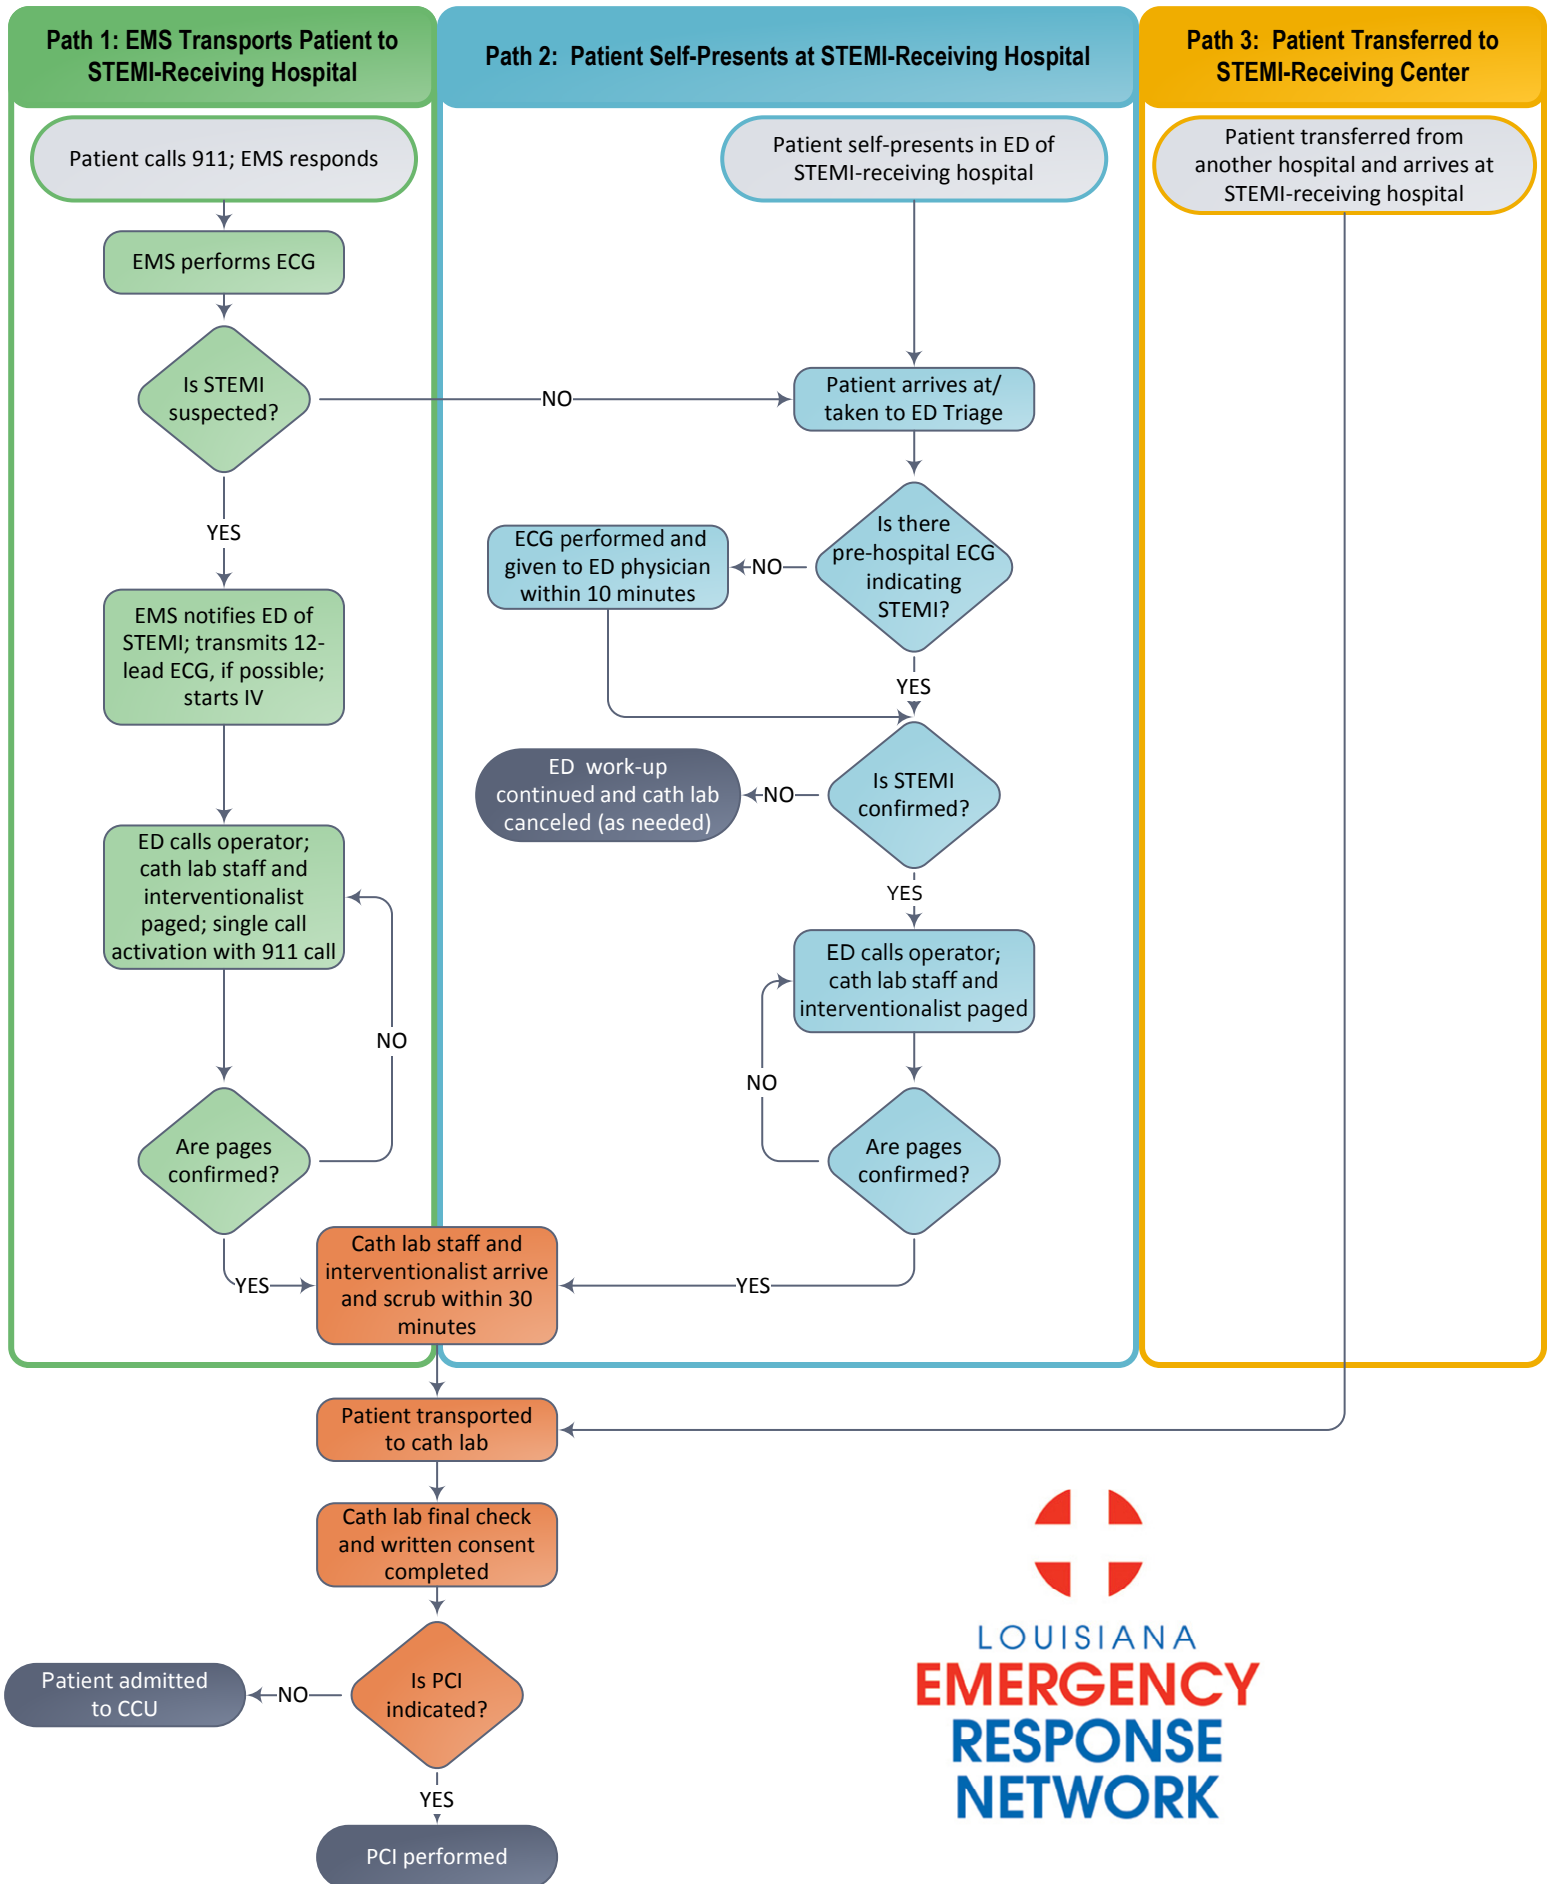 Path 1: EMS Transports Patient to
STEMI-Receiving Hospital
Patient calls 911; EMS responds
EMS performs ECG
Is STEMI
suspected?
NO
YES
EMS notifies ED of
STEMI; transmits 12-
lead ECG, if possible;
starts IV
ED calls operator;
cath lab staff and
interventionalist
paged; single call
activation with 911 call
NO
Are pages
confirmed?
YES
Path 2: Patient Self-Presents at STEMI-Receiving Hospital
Patient self-presents in ED of
STEMI-receiving hospital
Patient arrives at/
taken to ED Triage
Is there
pre-hospital ECG
indicating
STEMI?
NO
ECG performed and
given to ED physician
within 10 minutes
YES
Is STEMI
confirmed?
NO
ED work-up
continued and cath lab
canceled (as needed)
YES
ED calls operator;
cath lab staff and
interventionalist paged
NO
Are pages
confirmed?
YES
Path 3: Patient Transferred to
STEMI-Receiving Center
Patient transferred from
another hospital and arrives at
STEMI-receiving hospital
Cath lab staff and
interventionalist arrive
and scrub within 30
minutes
Patient transported
to cath lab
Cath lab final check
and written consent
completed
Is PCI
indicated?
NO
Patient admitted
to CCU
YES
PCI performed
LOUISIANA
EMERGENCY
RESPONSE
NETWORK